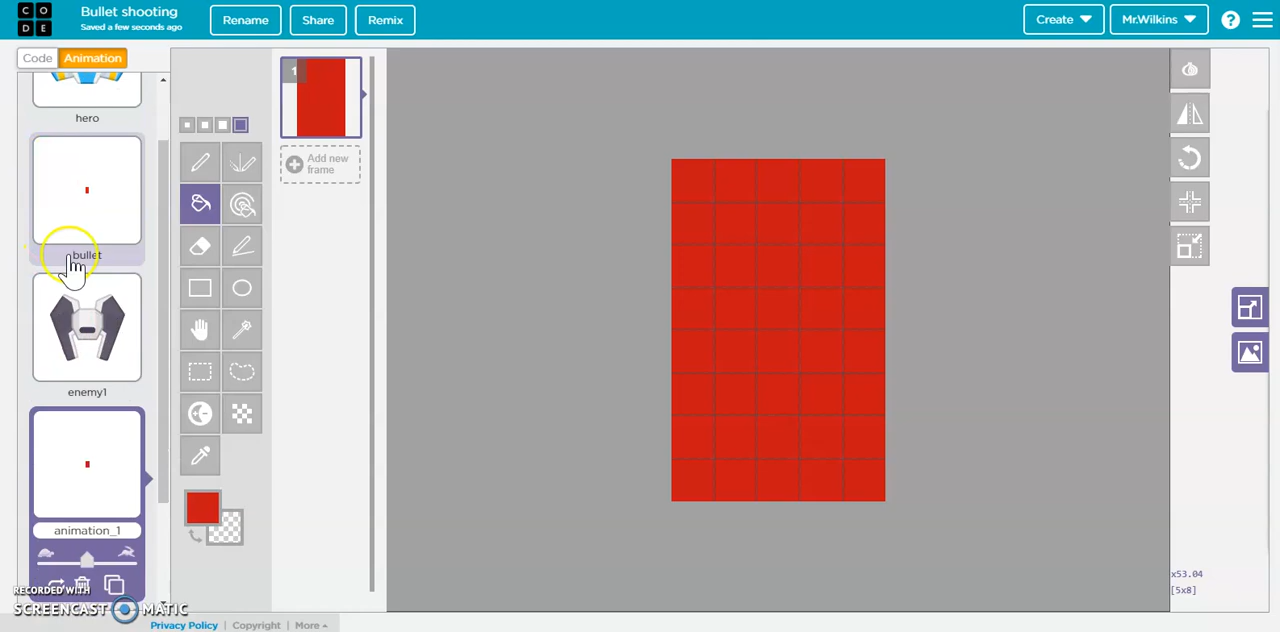 C O
D E
Bullet shooting
Saved a few seconds ago
Rename
Share
Remix
Create
Mr.Wilkins
?
Code
Animation
hero
bullet
enemy1
animation_1
1
Add new
frame
x53.04
[5x8]
RECORDED WITH
SCREENCAST MATIC
Privacy Policy | Copyright | More